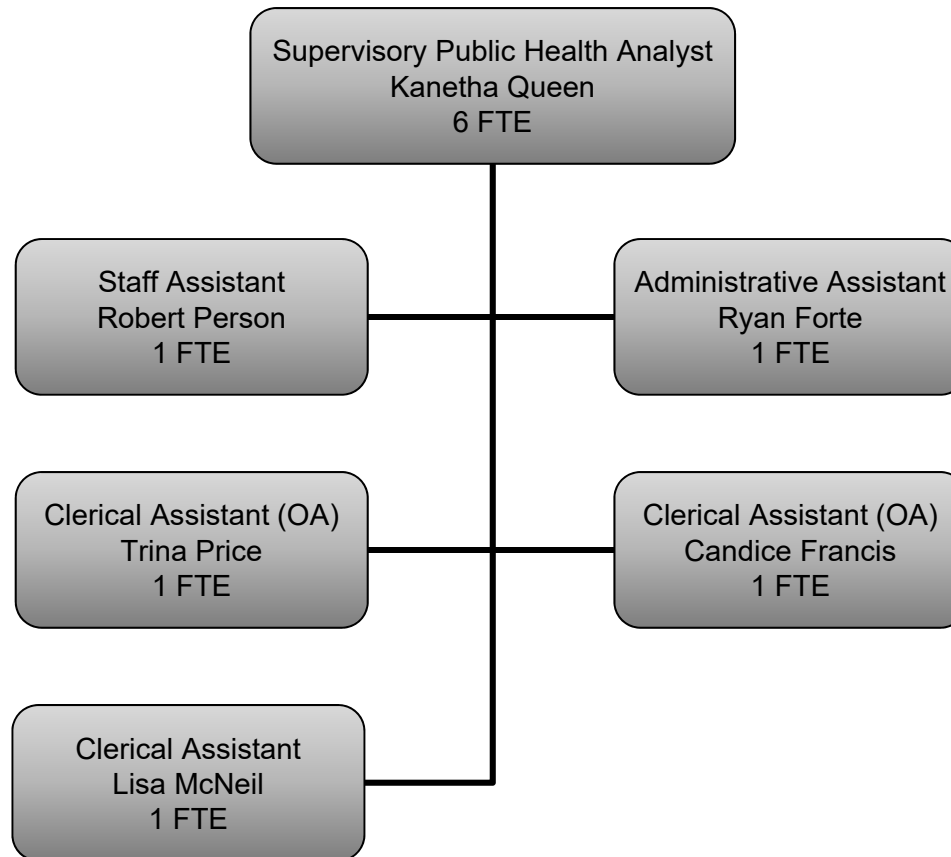 Supervisory Public Health Analyst
Kanetha Queen
6 FTE
Staff Assistant
Robert Person
1 FTE
Administrative Assistant
Ryan Forte
1 FTE
Clerical Assistant (OA)
Trina Price
1 FTE
Clerical Assistant (OA)
Candice Francis
1 FTE
Clerical Assistant
Lisa McNeil
1 FTE